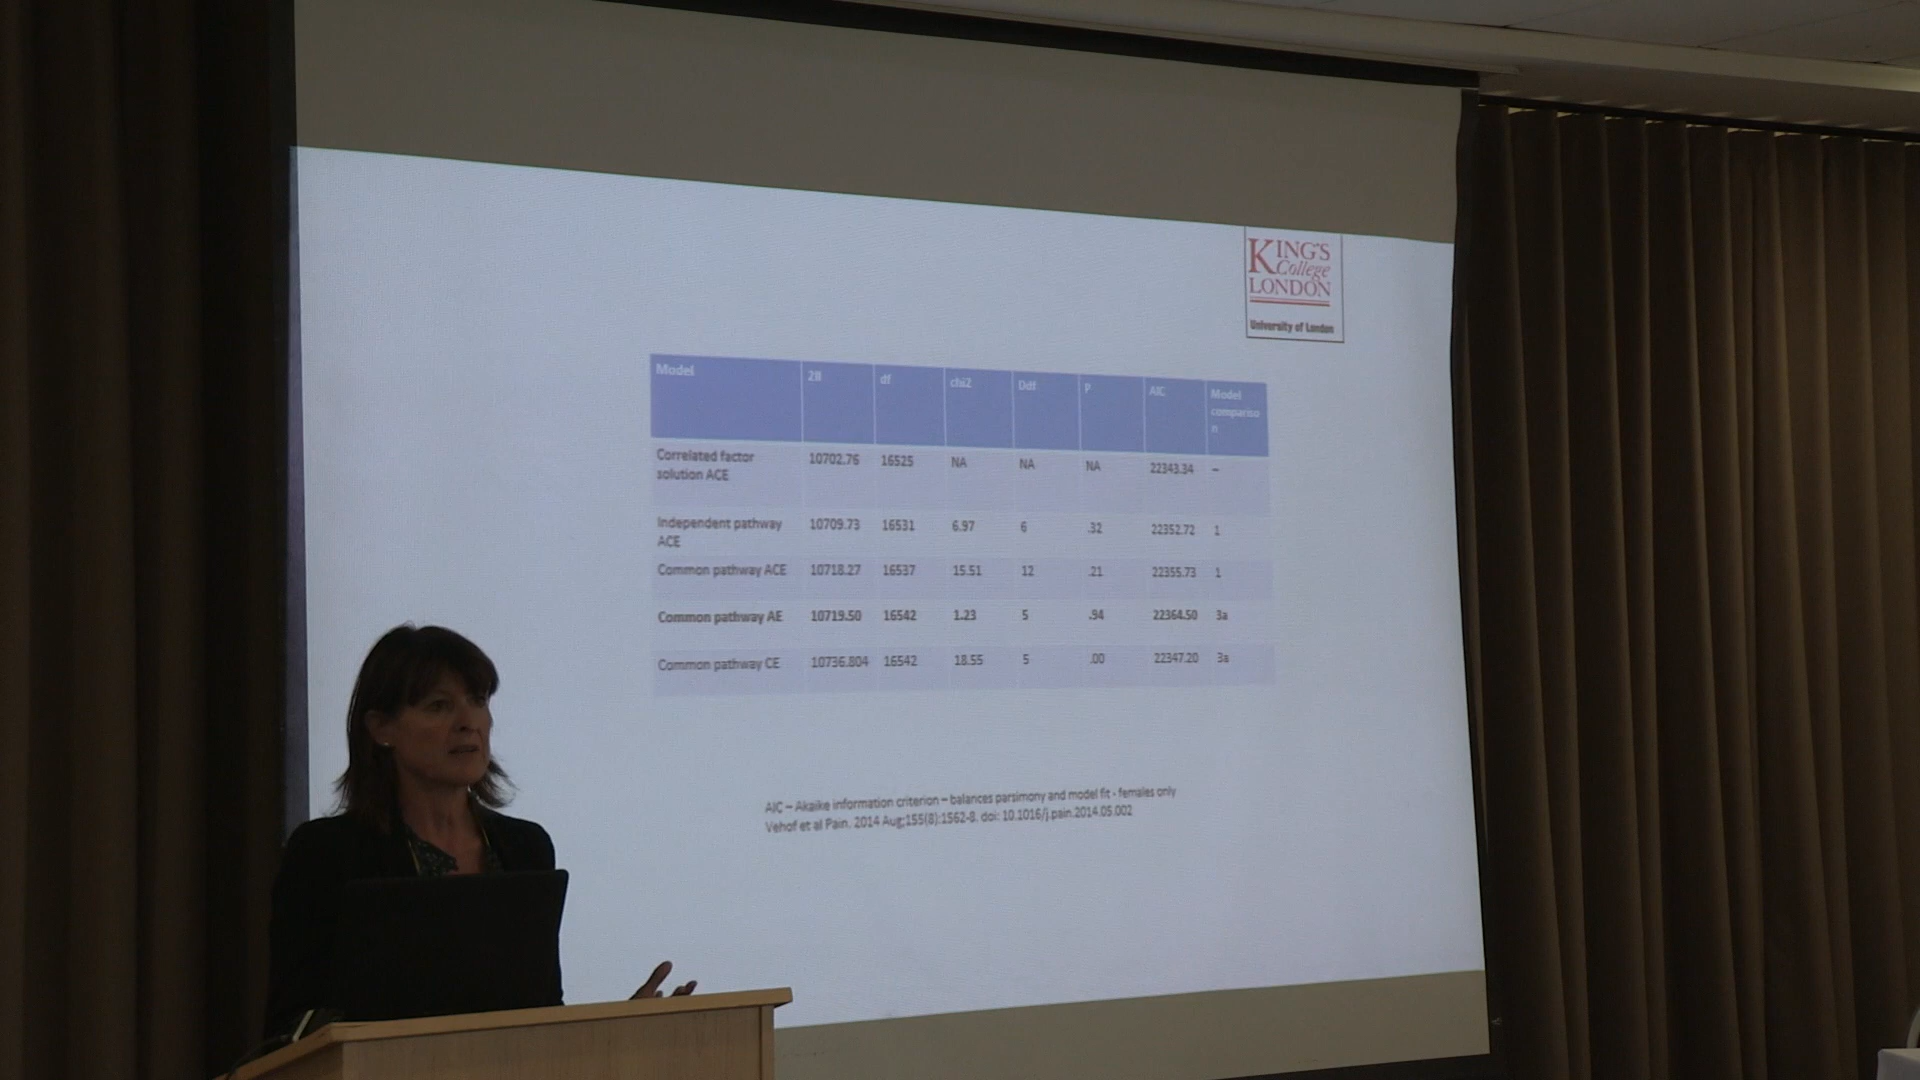 KING'S
College
LONDON
University of London
Model 2ll df chi2 Ddf P AIC Model
compariso
n
Correlated factor 10702.76 16525 NA NA NA 22343.34 –
solution ACE
Independent pathway 10709.73 16531 6.97 6 .32 22352.72 1
ACE
Common pathway ACE 10718.27 16537 15.51 12 .21 22355.73 1
Common pathway AE 10719.50 16542 1.23 5 .94 22364.50 3a
Common pathway CE 10736.804 16542 18.55 5 .00 22347.20 3a
AIC – Akaike information criterion – balances parsimony and model fit - females only
Vehof et al Pain. 2014 Aug;155(8):1562-8. doi: 10.1016/j.pain.2014.05.002